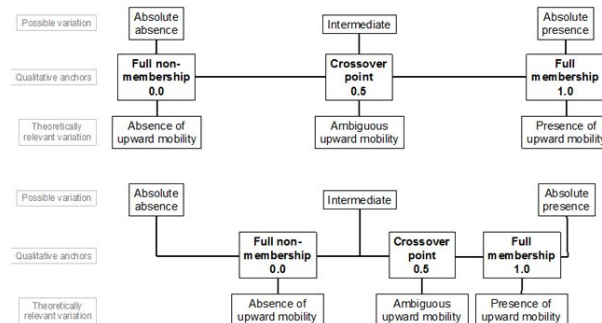 Possible variation
Absolute
absence
Intermediate
Absolute
presence
Qualitative anchors
Full non-
membership
0.0
Crossover
point
0.5
Full
membership
1.0
Theoretically
relevant variation
Absence of
upward mobility
Ambiguous
upward mobility
Presence of
upward mobility
Possible variation
Absolute
absence
Intermediate
Absolute
presence
Qualitative anchors
Full non-
membership
0.0
Crossover
point
0.5
Full
membership
1.0
Theoretically
relevant variation
Absence of
upward mobility
Ambiguous
upward mobility
Presence of
upward mobility